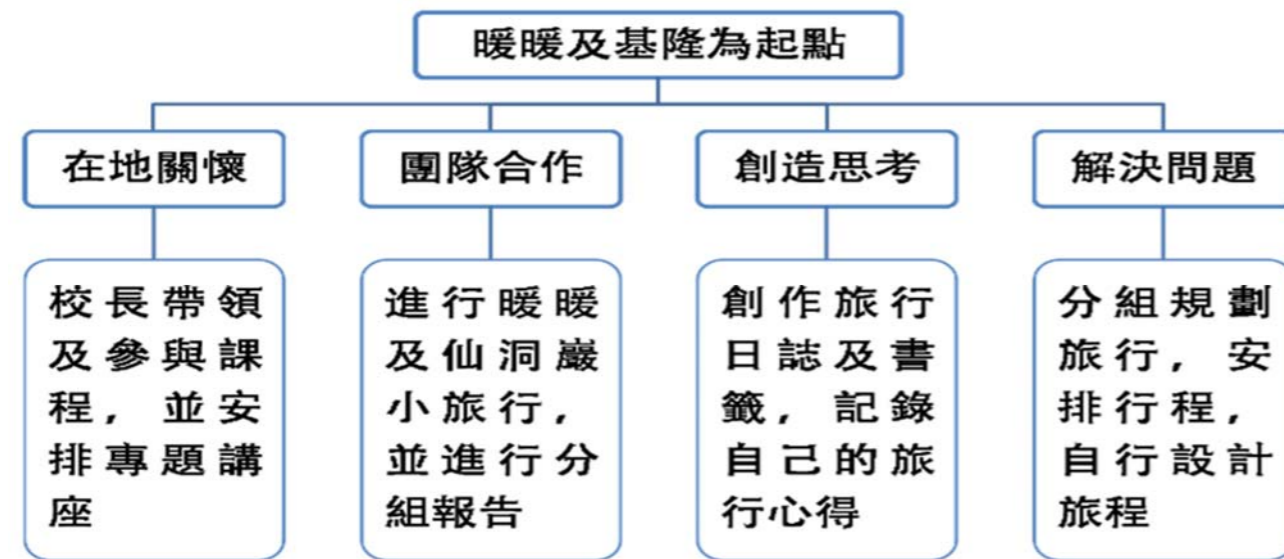 暖暖及基隆為起點
在地關懷
團隊合作
創造思考
解決問題
校長帶領
及參與課
程，並安
排專題講
座
進行暖暖
及仙洞巖
小旅行，
並進行分
組報告
創作旅行
日誌及書
籤，記錄
自己的旅
行心得
分組規劃
旅行，安
排行程，
自行設計
旅程